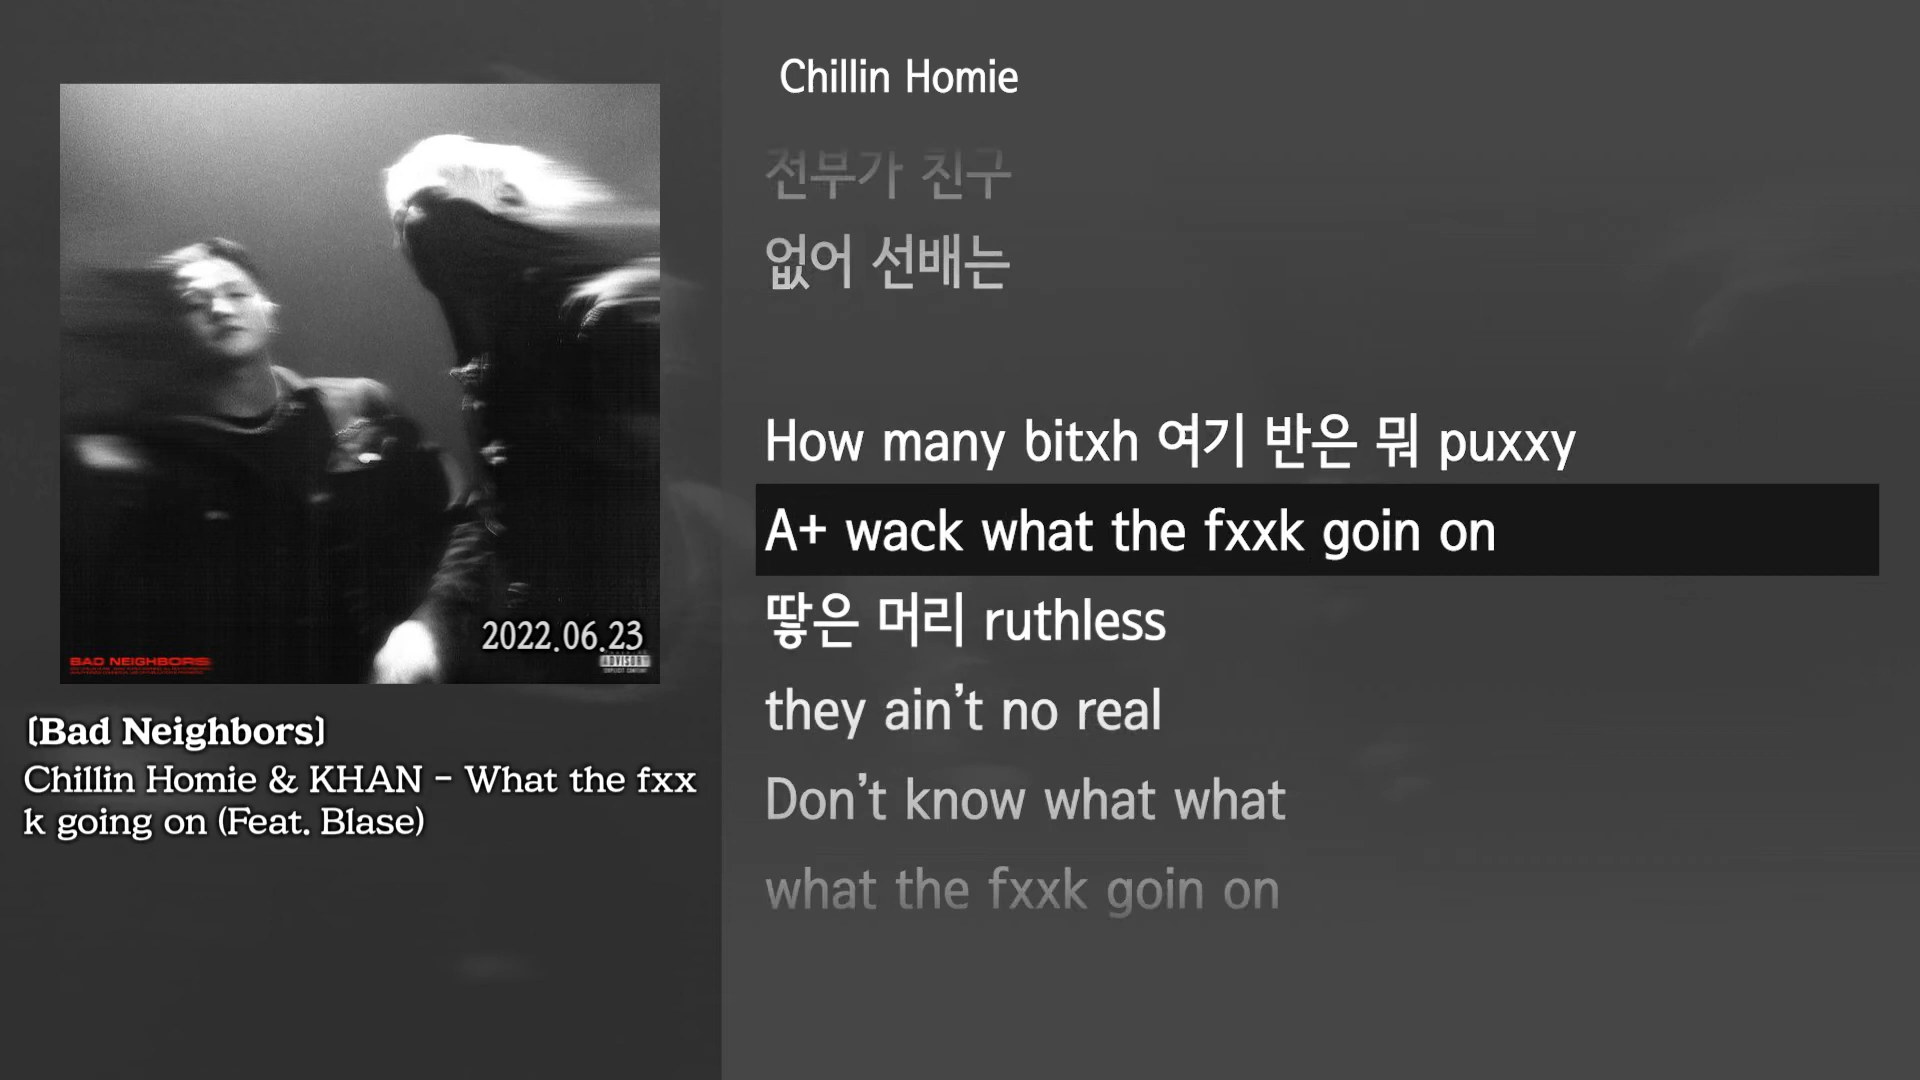 Chillin Homie
전부가 친구
없어 선배는
How many bitxh 여기 반은 뭐 puxxy
A+ wack what the fxxk goin on
땋은 머리 ruthless
they ain't no real
Don't know what what
what the fxxk goin on
2022.06.23
BAD NEIGHBORS
ADVISORY
EXPLICIT CONTENT
[Bad Neighbors]
Chillin Homie & KHAN - What the fxx
k going on (Feat. Blase)